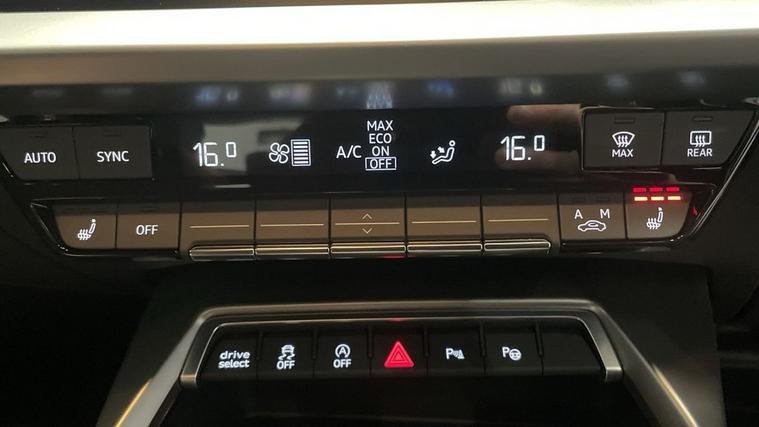 AUTO
SYNC
16.0
A/C
MAX
ECO
ON
OFF
16.0
MAX
REAR
OFF
A M
drive
select
OFF
A
OFF
P
P